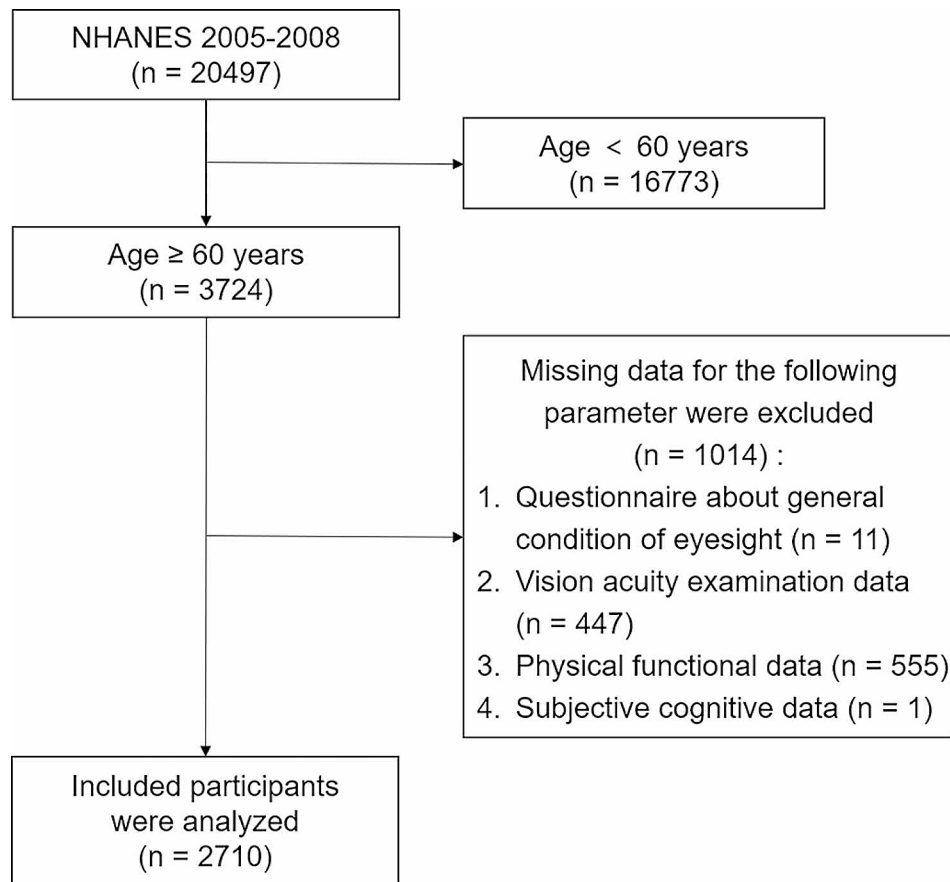 NHANES 2005-2008
(n = 20497)
Age < 60 years
(n = 16773)
Age ≥ 60 years
(n = 3724)
Missing data for the following
parameter were excluded
(n = 1014) :
1. Questionnaire about general
condition of eyesight (n = 11)
2. Vision acuity examination data
(n = 447)
3. Physical functional data (n = 555)
4. Subjective cognitive data (n = 1)
Included participants
were analyzed
(n = 2710)